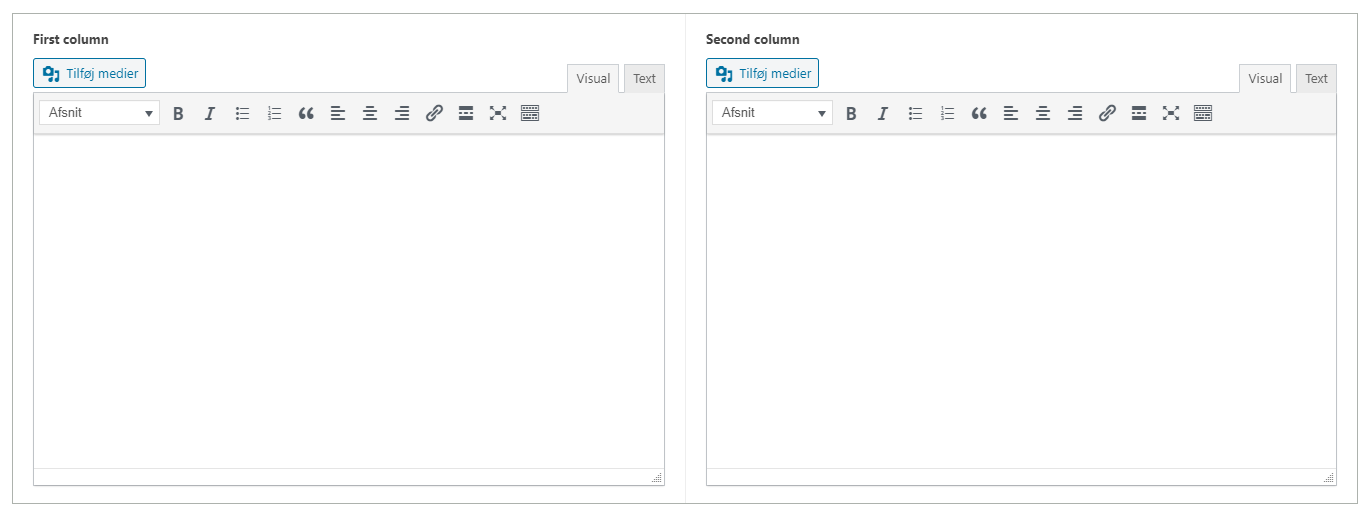 First column
Tilføj medier
Visual Text
Afsnit
Second column
Tilføj medier
Visual Text
Afsnit